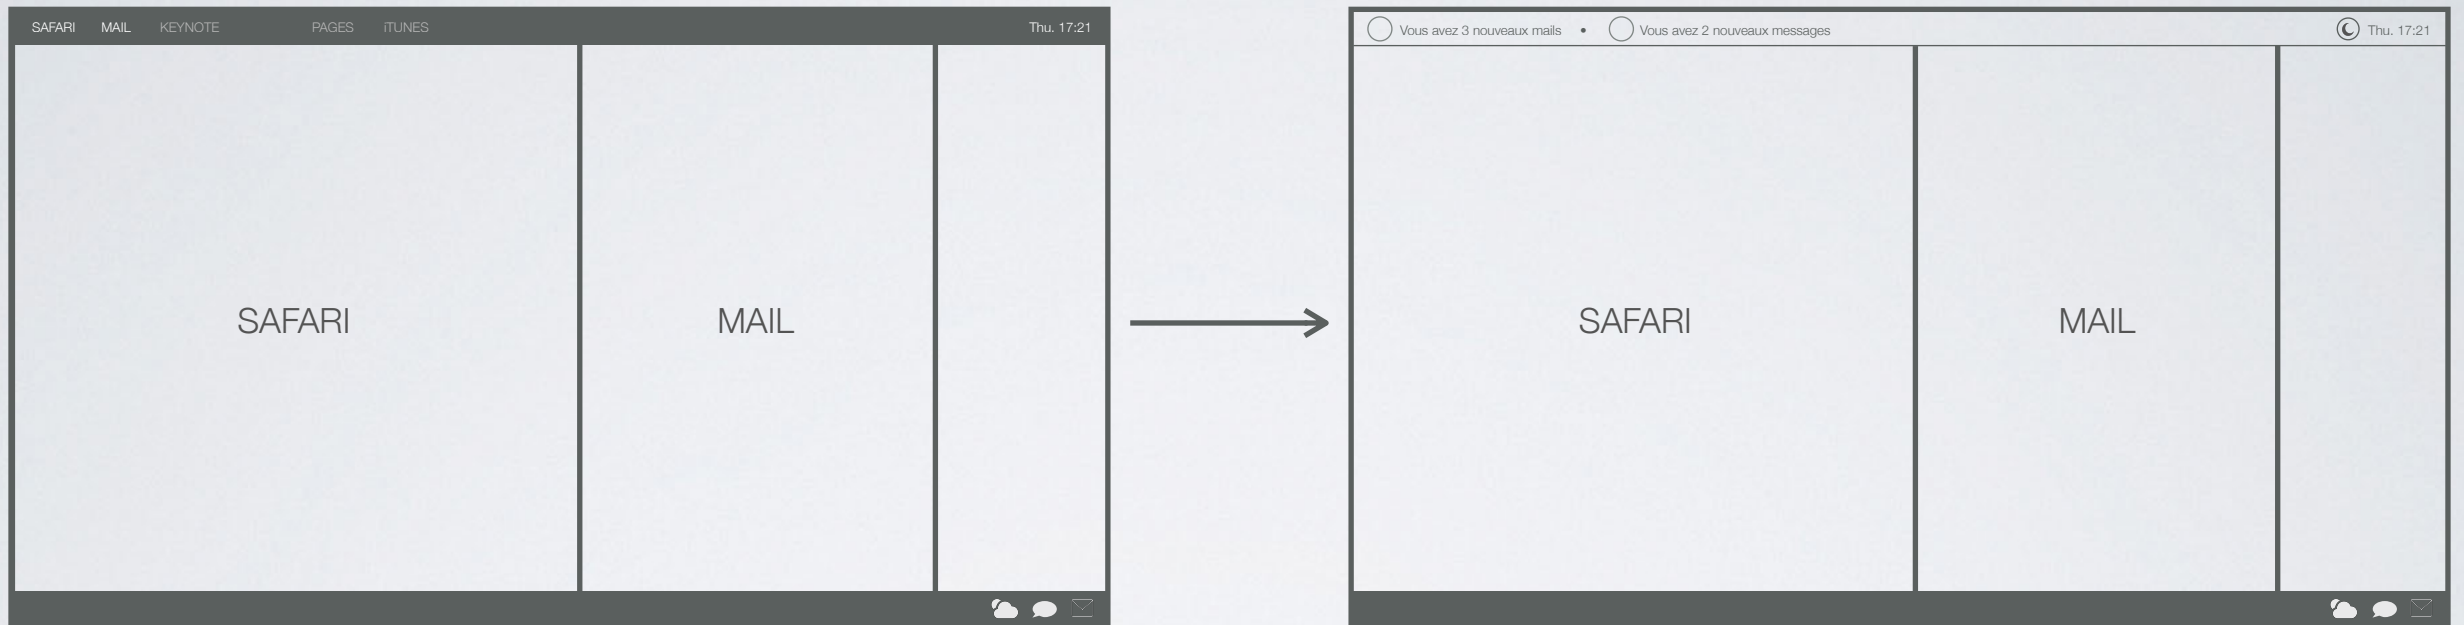 SAFARI MAIL KEYNOTE PAGES iTUNES Thu. 17:21
SAFARI
MAIL
Vous avez 3 nouveaux mails • Vous avez 2 nouveaux messages Thu. 17:21
SAFARI
MAIL